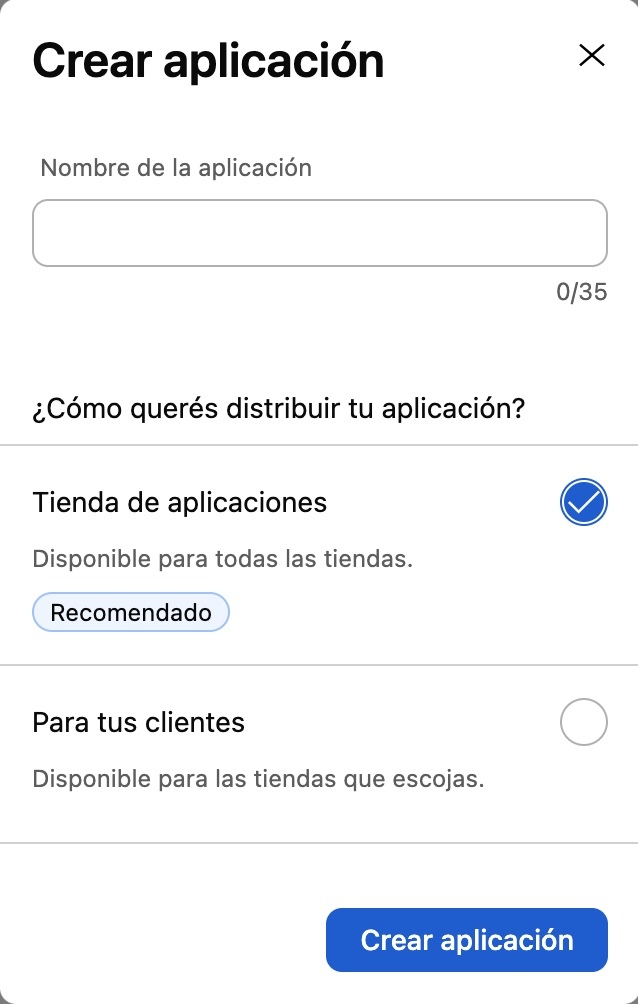 Crear aplicación
Nombre de la aplicación
0/35
¿Cómo querés distribuir tu aplicación?
Tienda de aplicaciones
Disponible para todas las tiendas.
Recomendado
Para tus clientes
Disponible para las tiendas que escojas.
Crear aplicación